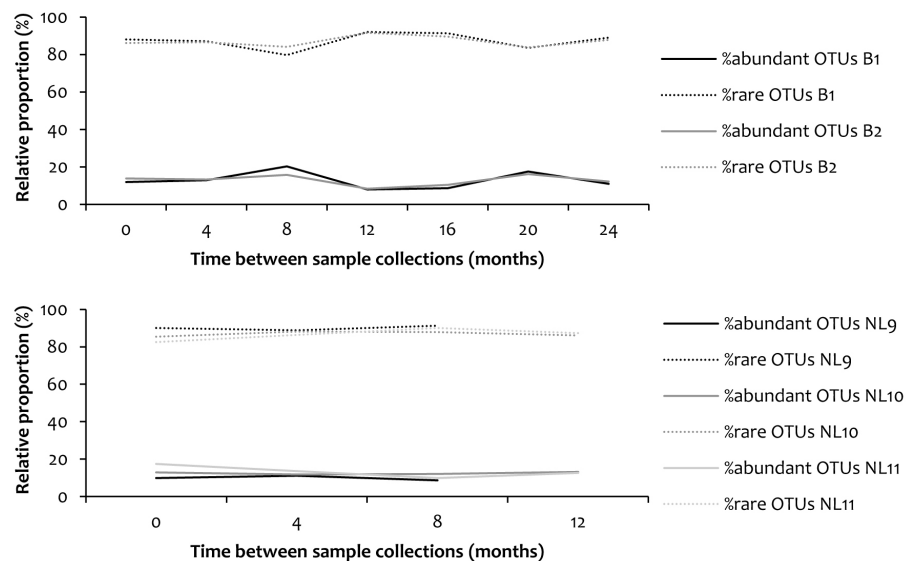 Relative proportion (%)
100
80
60
40
20
0
0 4 8 12 16 20 24
Time between sample collections (months)
%abundant OTUs B1
%rare OTUs B1
%abundant OTUs B2
%rare OTUs B2
Relative proportion (%)
100
80
60
40
20
0
0 4 8 12
Time between sample collections (months)
%abundant OTUs NL9
%rare OTUs NL9
%abundant OTUs NL10
%rare OTUs NL10
%abundant OTUs NL11
%rare OTUs NL11